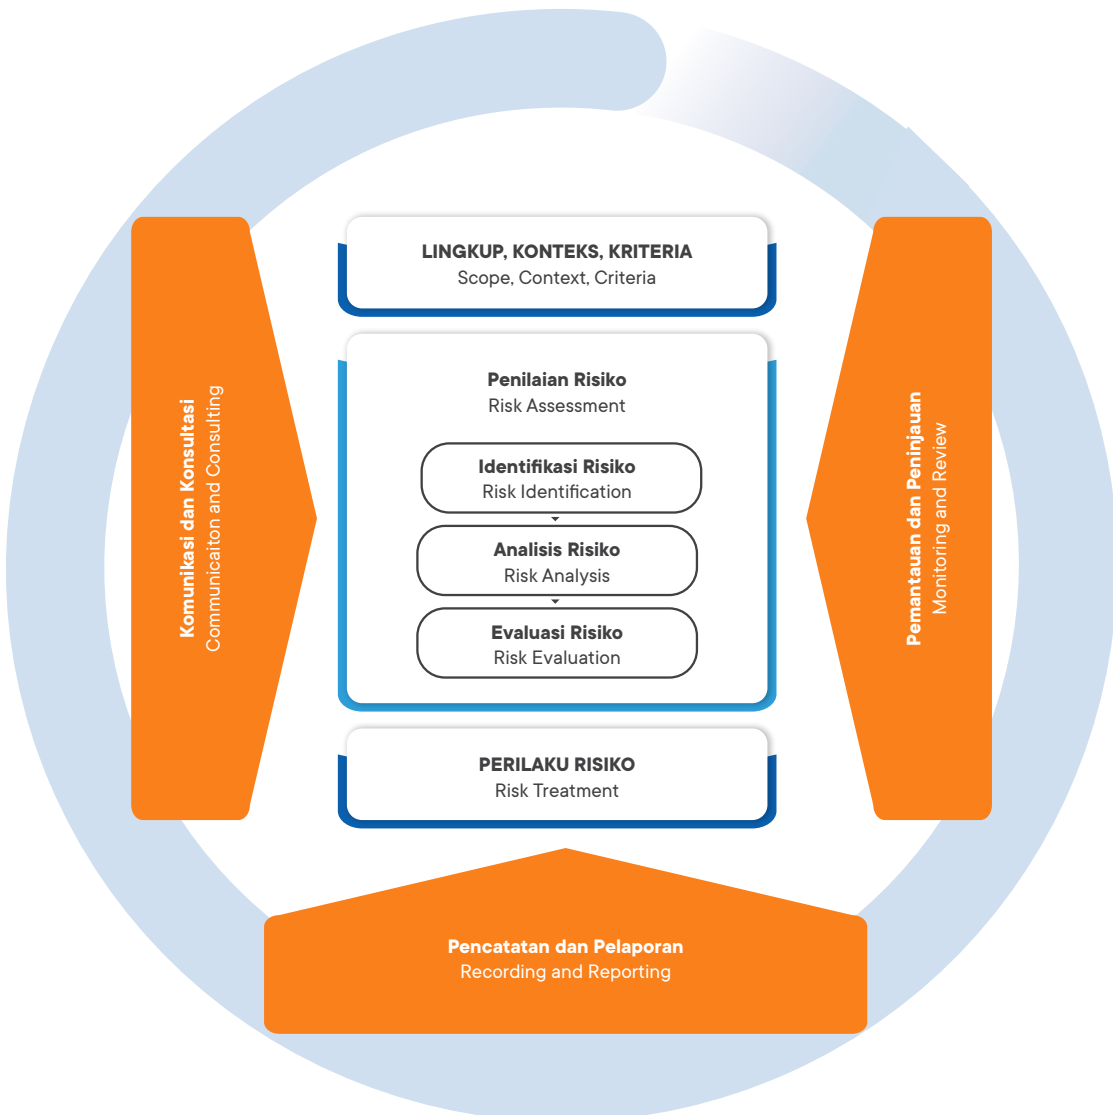 LINGKUP, KONTEKS, KRITERIA
Scope, Context, Criteria
Penilaian Risiko
Risk Assessment
Identifikasi Risiko
Risk Identification
Analisis Risiko
Risk Analysis
Evaluasi Risiko
Risk Evaluation
PERILAKU RISIKO
Risk Treatment
Komunikasi dan Konsultasi
Communicaiton and Consulting
Pemantauan dan Peninjauan
Monitoring and Review
Pencatatan dan Pelaporan
Recording and Reporting